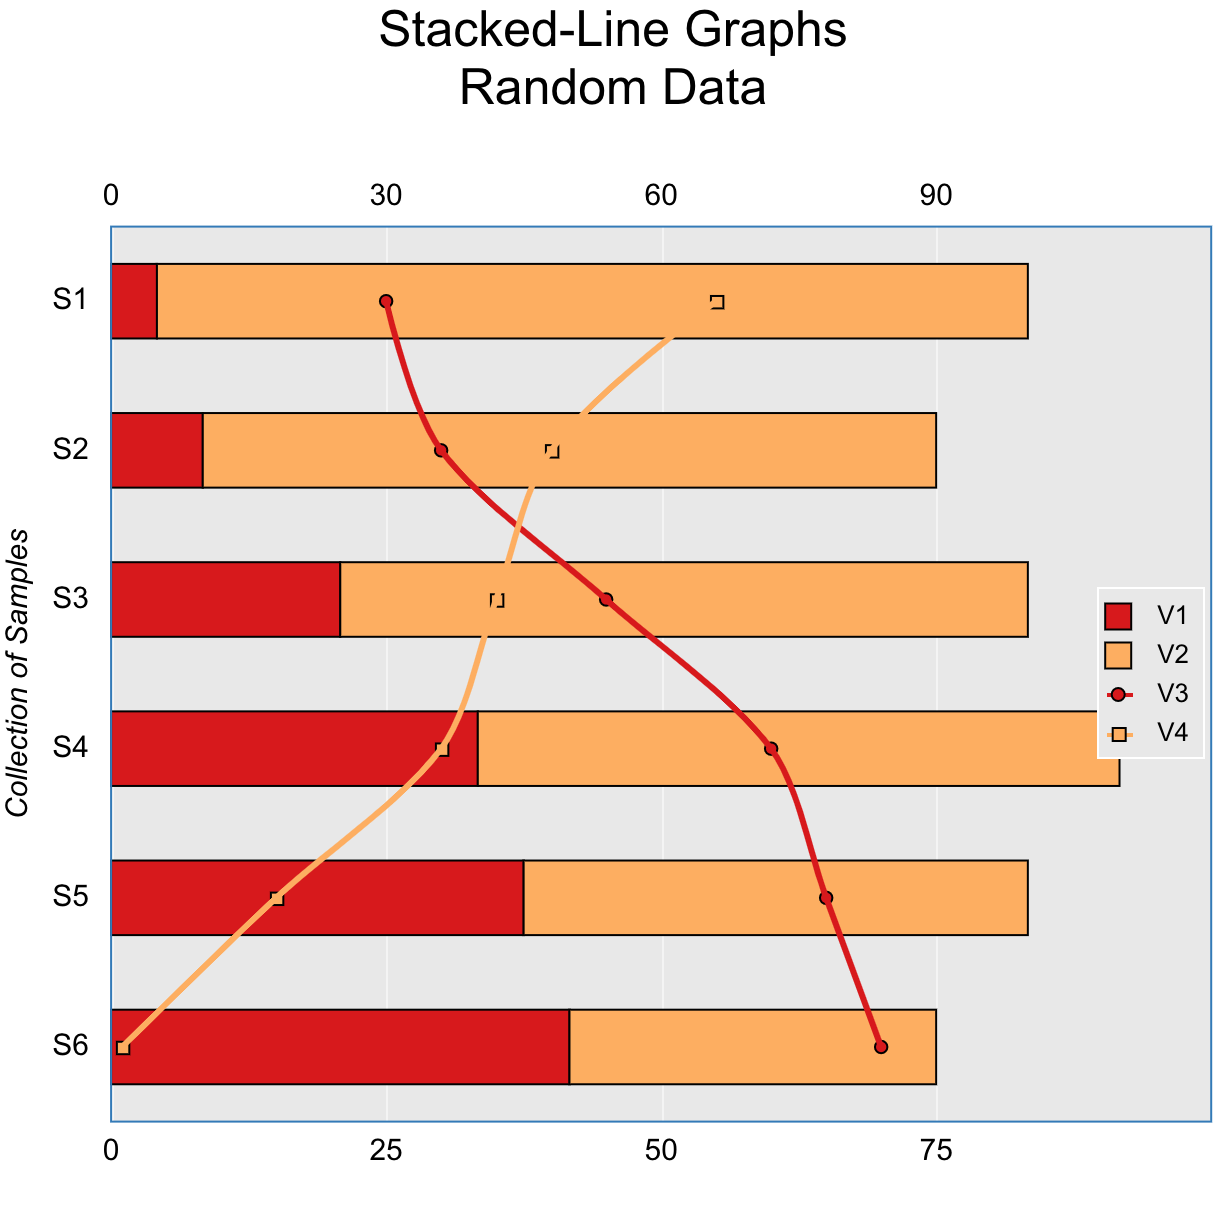 Stacked-Line Graphs
Random Data
0 30 60 90
S1
S2
S3
S4
S5
S6
Collection of Samples
V1
V2
V3
V4
0 25 50 75